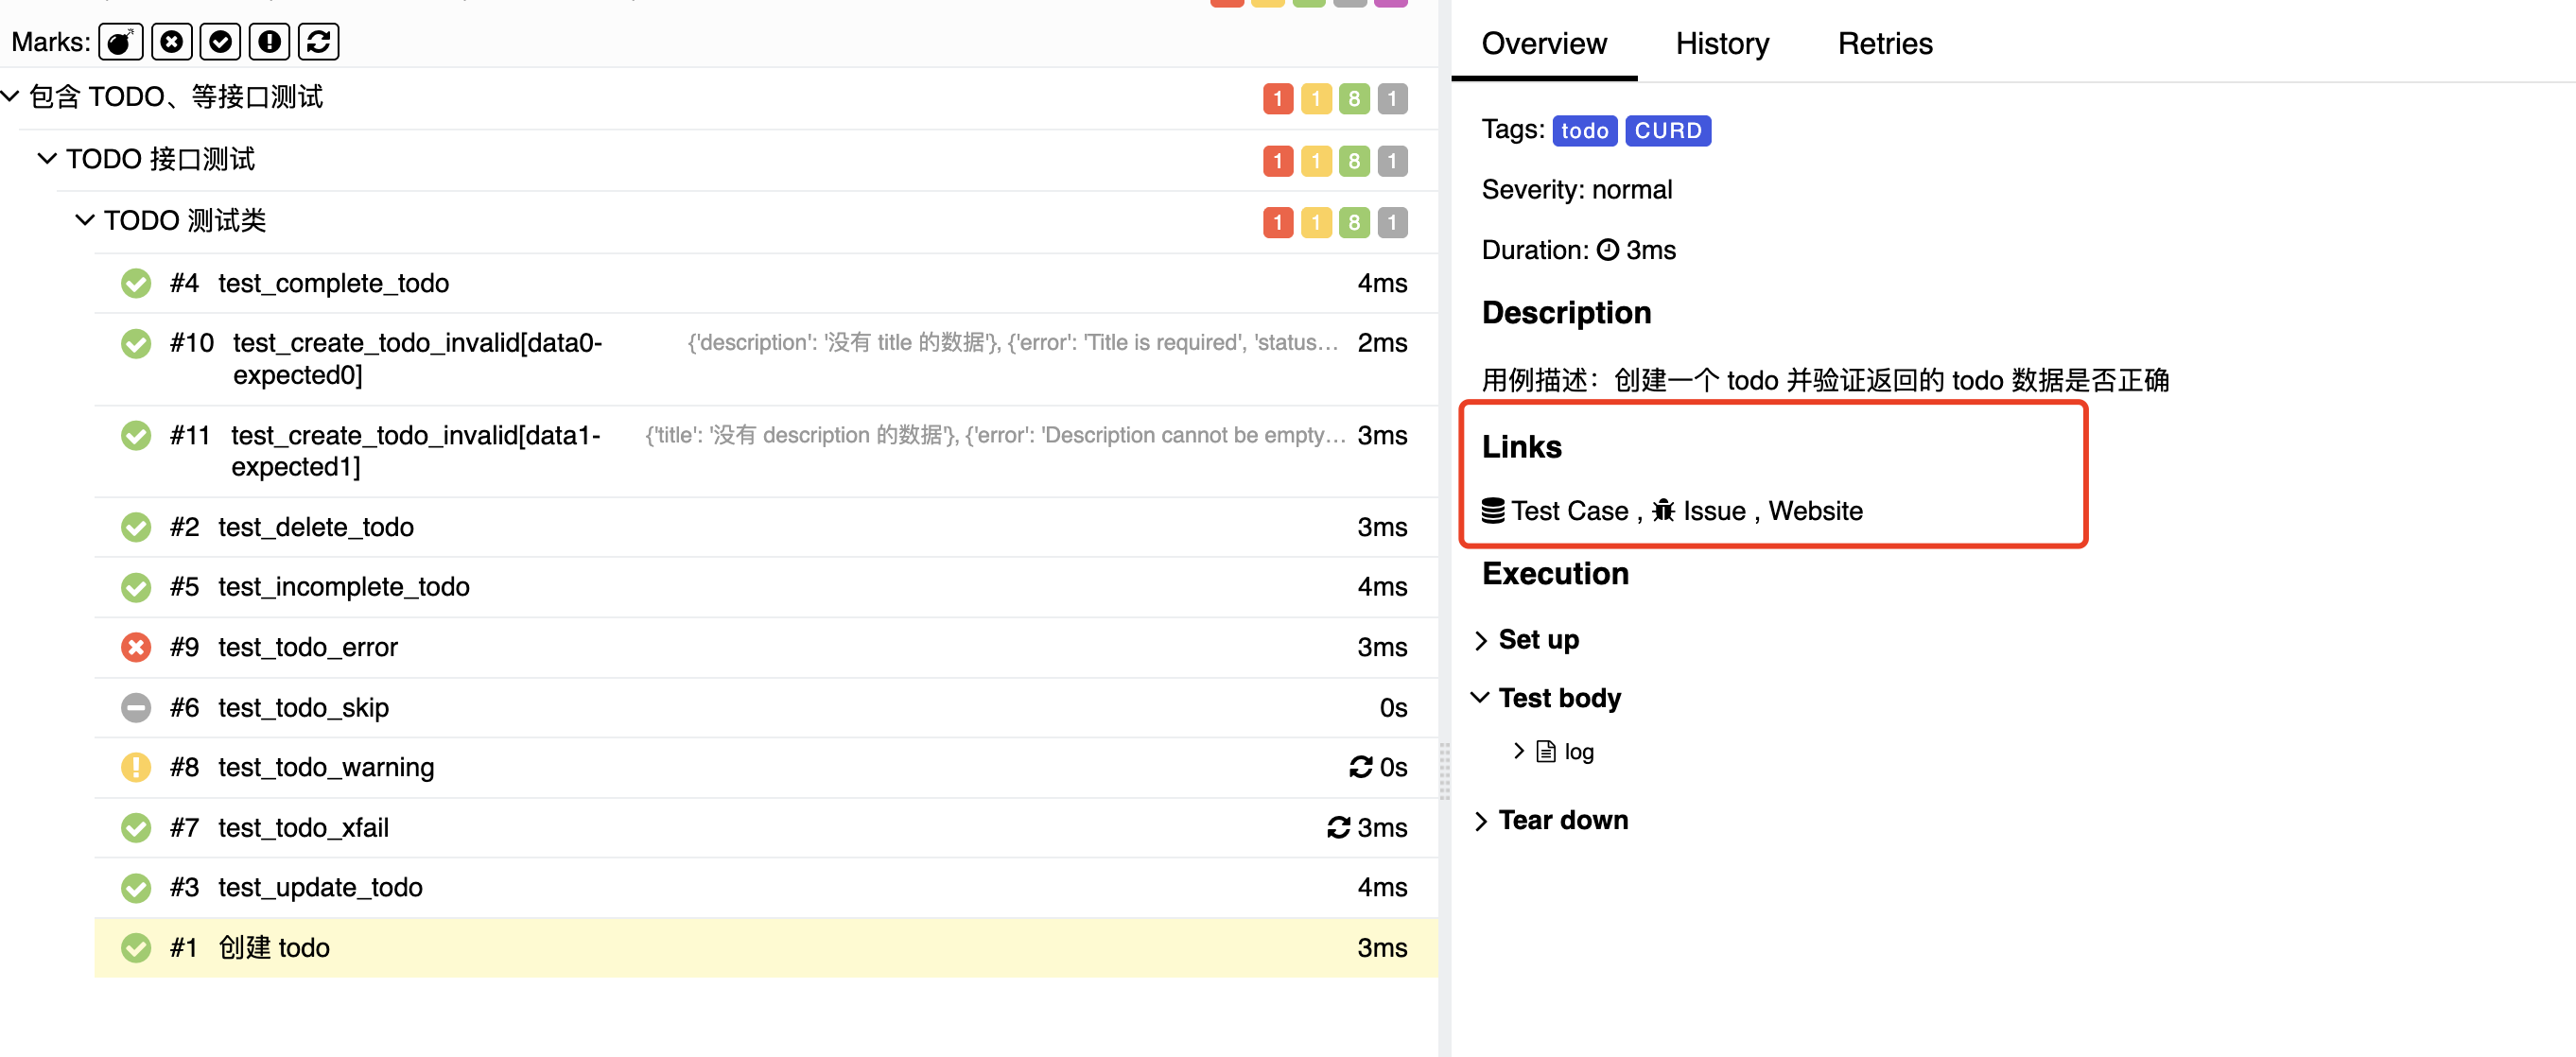 Marks:
包含 TODO、等接口测试 1 1 8 1
TODO 接口测试 1 1 8 1
TODO 测试类 1 1 8 1
#4 test_complete_todo 4ms
#10 test_create_todo_invalid[data0- {'description': '没有 title 的数据'}, {'error': 'Title is required', 'status... 2ms
expected0]
#11 test_create_todo_invalid[data1- {'title': '没有 description 的数据'}, {'error': 'Description cannot be empty... 3ms
expected1]
#2 test_delete_todo 3ms
#5 test_incomplete_todo 4ms
#9 test_todo_error 3ms
#6 test_todo_skip 0s
#8 test_todo_warning 0s
#7 test_todo_xfail 3ms
#3 test_update_todo 4ms
#1 创建 todo 3ms
Overview History Retries
Tags: todo CURD
Severity: normal
Duration: 3ms
Description
用例描述：创建一个 todo 并验证返回的 todo 数据是否正确
Links
Test Case , Issue , Website
Execution
Set up
Test body
log
Tear down